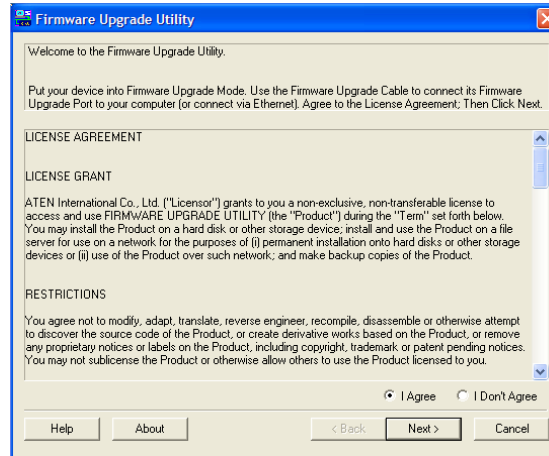 Firmware Upgrade Utility
Welcome to the Firmware Upgrade Utility.
Put your device into Firmware Upgrade Mode. Use the Firmware Upgrade Cable to connect its Firmware
Upgrade Port to your computer (or connect via Ethernet). Agree to the License Agreement; Then Click Next.
LICENSE AGREEMENT
LICENSE GRANT
ATEN International Co., Ltd. ("Licensor") grants to you a non-exclusive, non-transferable license to
access and use FIRMWARE UPGRADE UTILITY (the "Product") during the "Term" set forth below.
You may install the Product on a hard disk or other storage device; install and use the Product on a file
server for use on a network for the purposes of (i) permanent installation onto hard disks or other storage
devices or (ii) use of the Product over such network; and make backup copies of the Product.
RESTRICTIONS
You agree not to modify, adapt, translate, reverse engineer, recompile, disassemble or otherwise attempt
to discover the source code of the Product, or create derivative works based on the Product, or remove
any proprietary notices or labels on the Product, including copyright, trademark or patent pending notices.
You may not sublicense the Product or otherwise allow others to use the Product licensed to you.
I Agree I Don't Agree
Help About < Back Next > Cancel